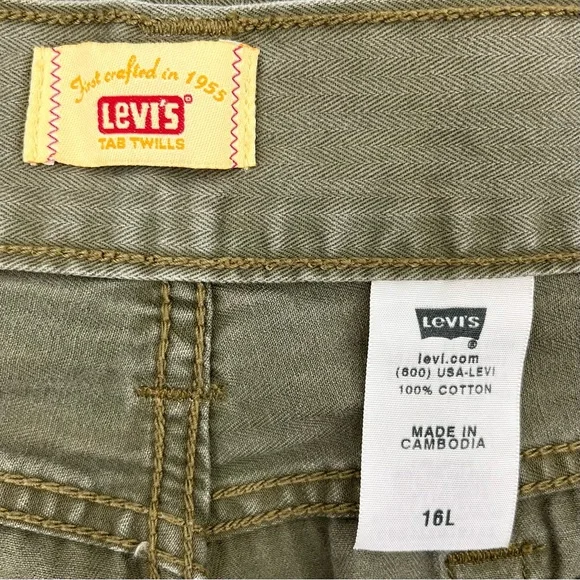 First crafted in 1955
LEVI'S®
TAB TWILLS
LEVI'S
®
levi.com
(800) USA-LEVI
100% COTTON
MADE IN
CAMBODIA
16L